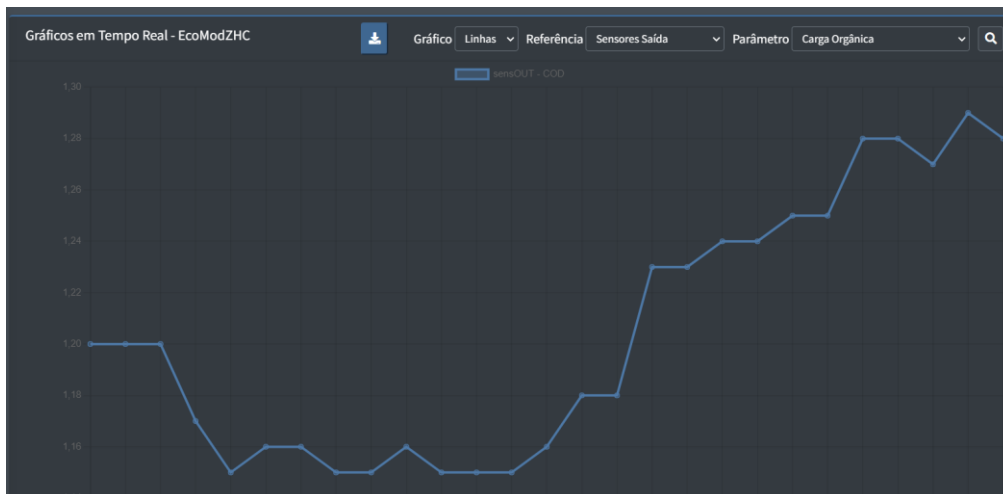 Gráficos em Tempo Real - EcoModZHC
Gráfico Linhas Referência Sensores Saída Parâmetro Carga Orgânica
sensOUT - COD
1,30
1,28
1,26
1,24
1,22
1,20
1,18
1,16